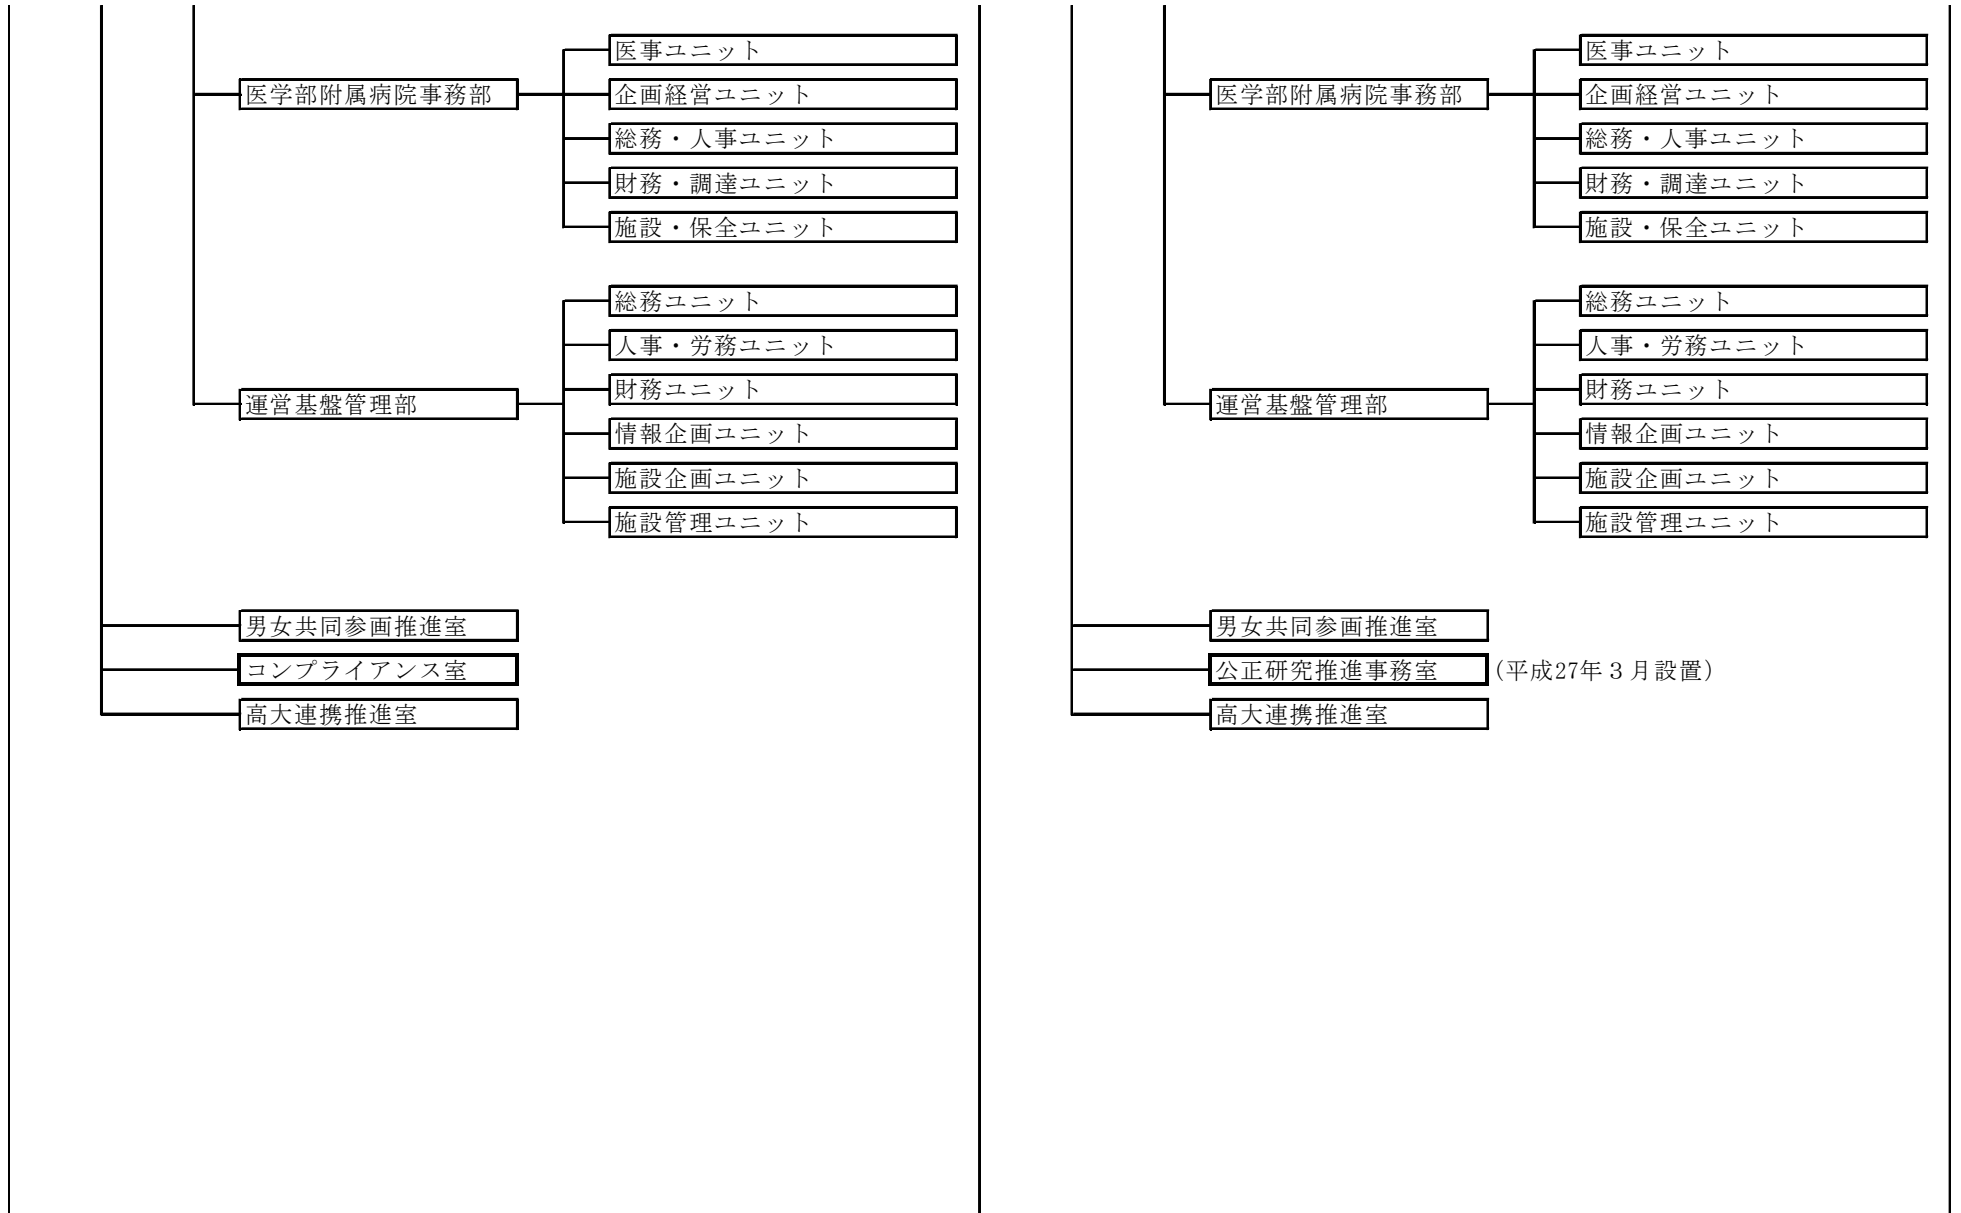 医事ユニット
医学部附属病院事務部
企画経営ユニット
総務・人事ユニット
財務・調達ユニット
施設・保全ユニット
総務ユニット
人事・労務ユニット
財務ユニット
運営基盤管理部
情報企画ユニット
施設企画ユニット
施設管理ユニット
男女共同参画推進室
コンプライアンス室
高大連携推進室
医事ユニット
医学部附属病院事務部
企画経営ユニット
総務・人事ユニット
財務・調達ユニット
施設・保全ユニット
総務ユニット
人事・労務ユニット
財務ユニット
運営基盤管理部
情報企画ユニット
施設企画ユニット
施設管理ユニット
男女共同参画推進室
公正研究推進事務室 (平成27年３月設置)
高大連携推進室